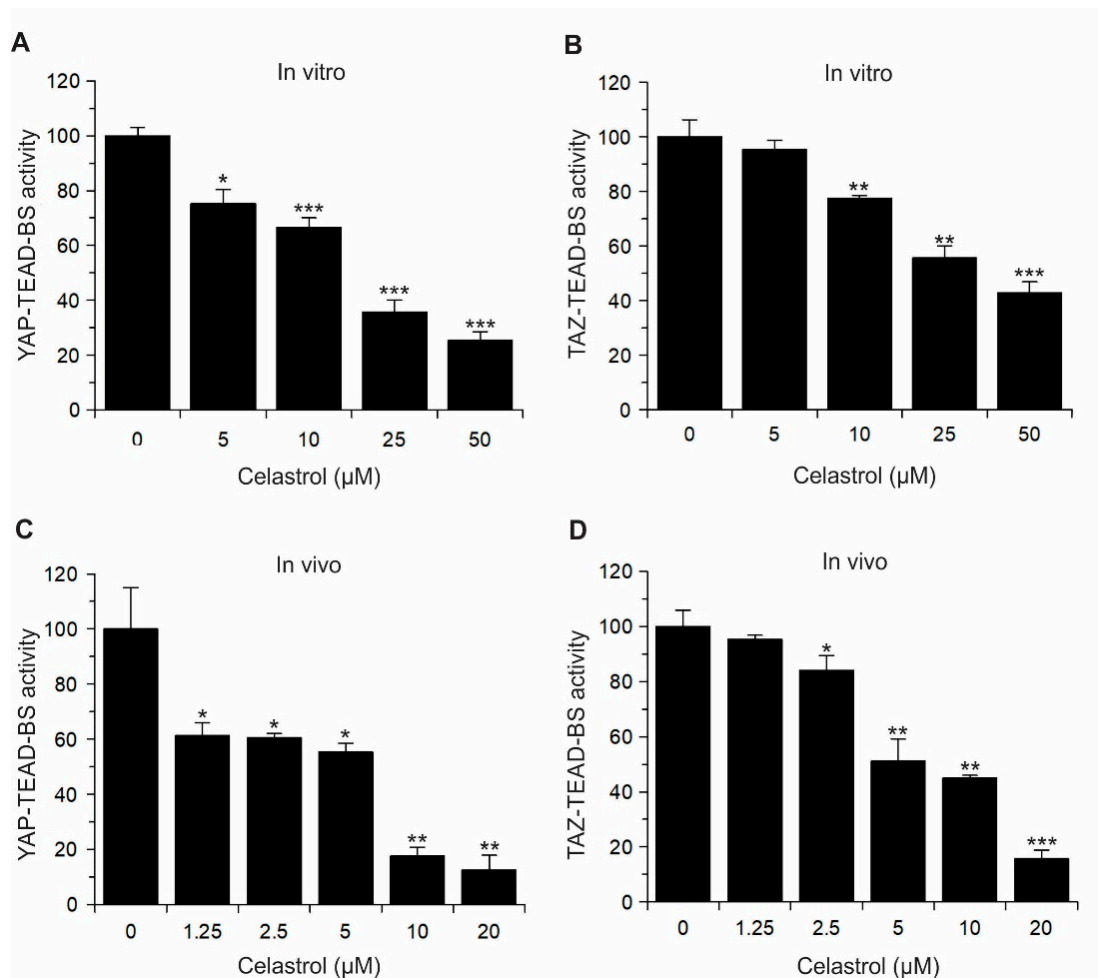 A
In vitro
YAP-TEAD-BS activity
120
100
80
60
40
20
0
*
***
***
***
0 5 10 25 50
Celastrol (µM)
B
In vitro
TAZ-TEAD-BS activity
120
100
80
60
40
20
0
**
**
***
0 5 10 25 50
Celastrol (µM)
C
In vivo
YAP-TEAD-BS activity
120
100
80
60
40
20
0
*
*
*
**
**
0 1.25 2.5 5 10 20
Celastrol (µM)
D
In vivo
TAZ-TEAD-BS activity
120
100
80
60
40
20
0
*
**
**
***
0 1.25 2.5 5 10 20
Celastrol (µM)